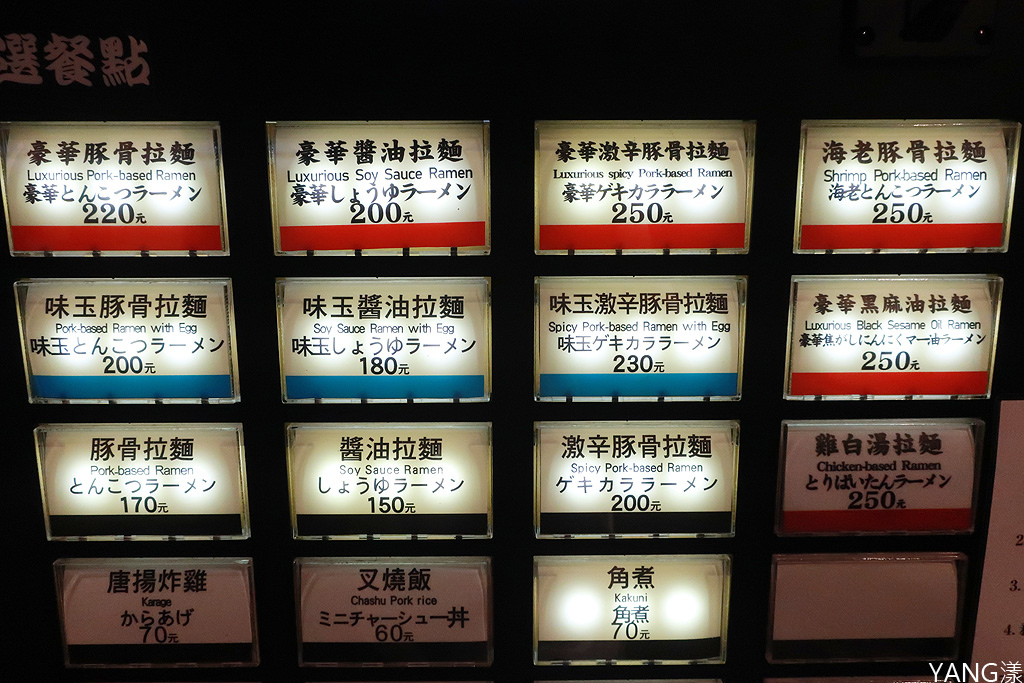 選餐點
豪華豚骨拉麵
Luxurious Pork-based Ramen
豪華とんこつラーメン
220元
豪華醬油拉麵
Luxurious Soy Sauce Ramen
豪華しょうゆラーメン
200元
豪華激辛豚骨拉麵
Luxurious spicy Pork-based Ramen
豪華ゲキカララーメン
250元
海老豚骨拉麵
Shrimp Pork-based Ramen
海老とんこつラーメン
250元
味玉豚骨拉麵
Pork-based Ramen with Egg
味玉とんこつラーメン
200元
味玉醬油拉麵
Soy Sauce Ramen with Egg
味玉しょうゆラーメン
180元
味玉激辛豚骨拉麵
Spicy Pork-based Ramen with Egg
味玉ゲキカララーメン
230元
豪華黑麻油拉麵
Luxurious Black Sesame Oil Ramen
豪華焦がしにんにくマー油ラーメン
250元
豚骨拉麵
Pork-based Ramen
とんこつラーメン
170元
醬油拉麵
Soy Sauce Ramen
しょうゆラーメン
150元
激辛豚骨拉麵
Spicy Pork-based Ramen
ゲキカララーメン
200元
雞白湯拉麵
Chicken-based Ramen
とりぱいたんラーメン
250元
唐揚炸雞
Karage
からあげ
70元
叉燒飯
Chashu Pork rice
ミニチャーシュー丼
60元
角煮
Kakuni
角煮
70元
2
3.
4.
YANG漾